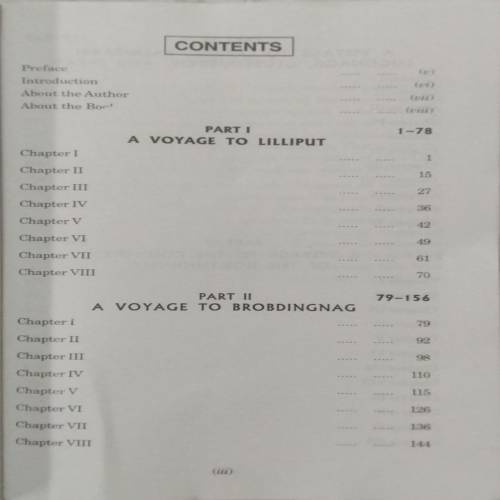 CONTENTS
Preface ..... ..... (v)
Introduction ..... ..... (vi)
About the Author ..... ..... (vii)
About the Book ..... ..... (viii)
PART I 1–78
A VOYAGE TO LILLIPUT
Chapter I ..... ..... 1
Chapter II ..... ..... 15
Chapter III ..... ..... 27
Chapter IV ..... ..... 36
Chapter V ..... ..... 42
Chapter VI ..... ..... 49
Chapter VII ..... ..... 61
Chapter VIII ..... ..... 70
PART II 79–156
A VOYAGE TO BROBDINGNAG
Chapter i ..... ..... 79
Chapter II ..... ..... 92
Chapter III ..... ..... 98
Chapter IV ..... ..... 110
Chapter V ..... ..... 115
Chapter VI ..... ..... 126
Chapter VII ..... ..... 136
Chapter VIII ..... ..... 144
(iii)